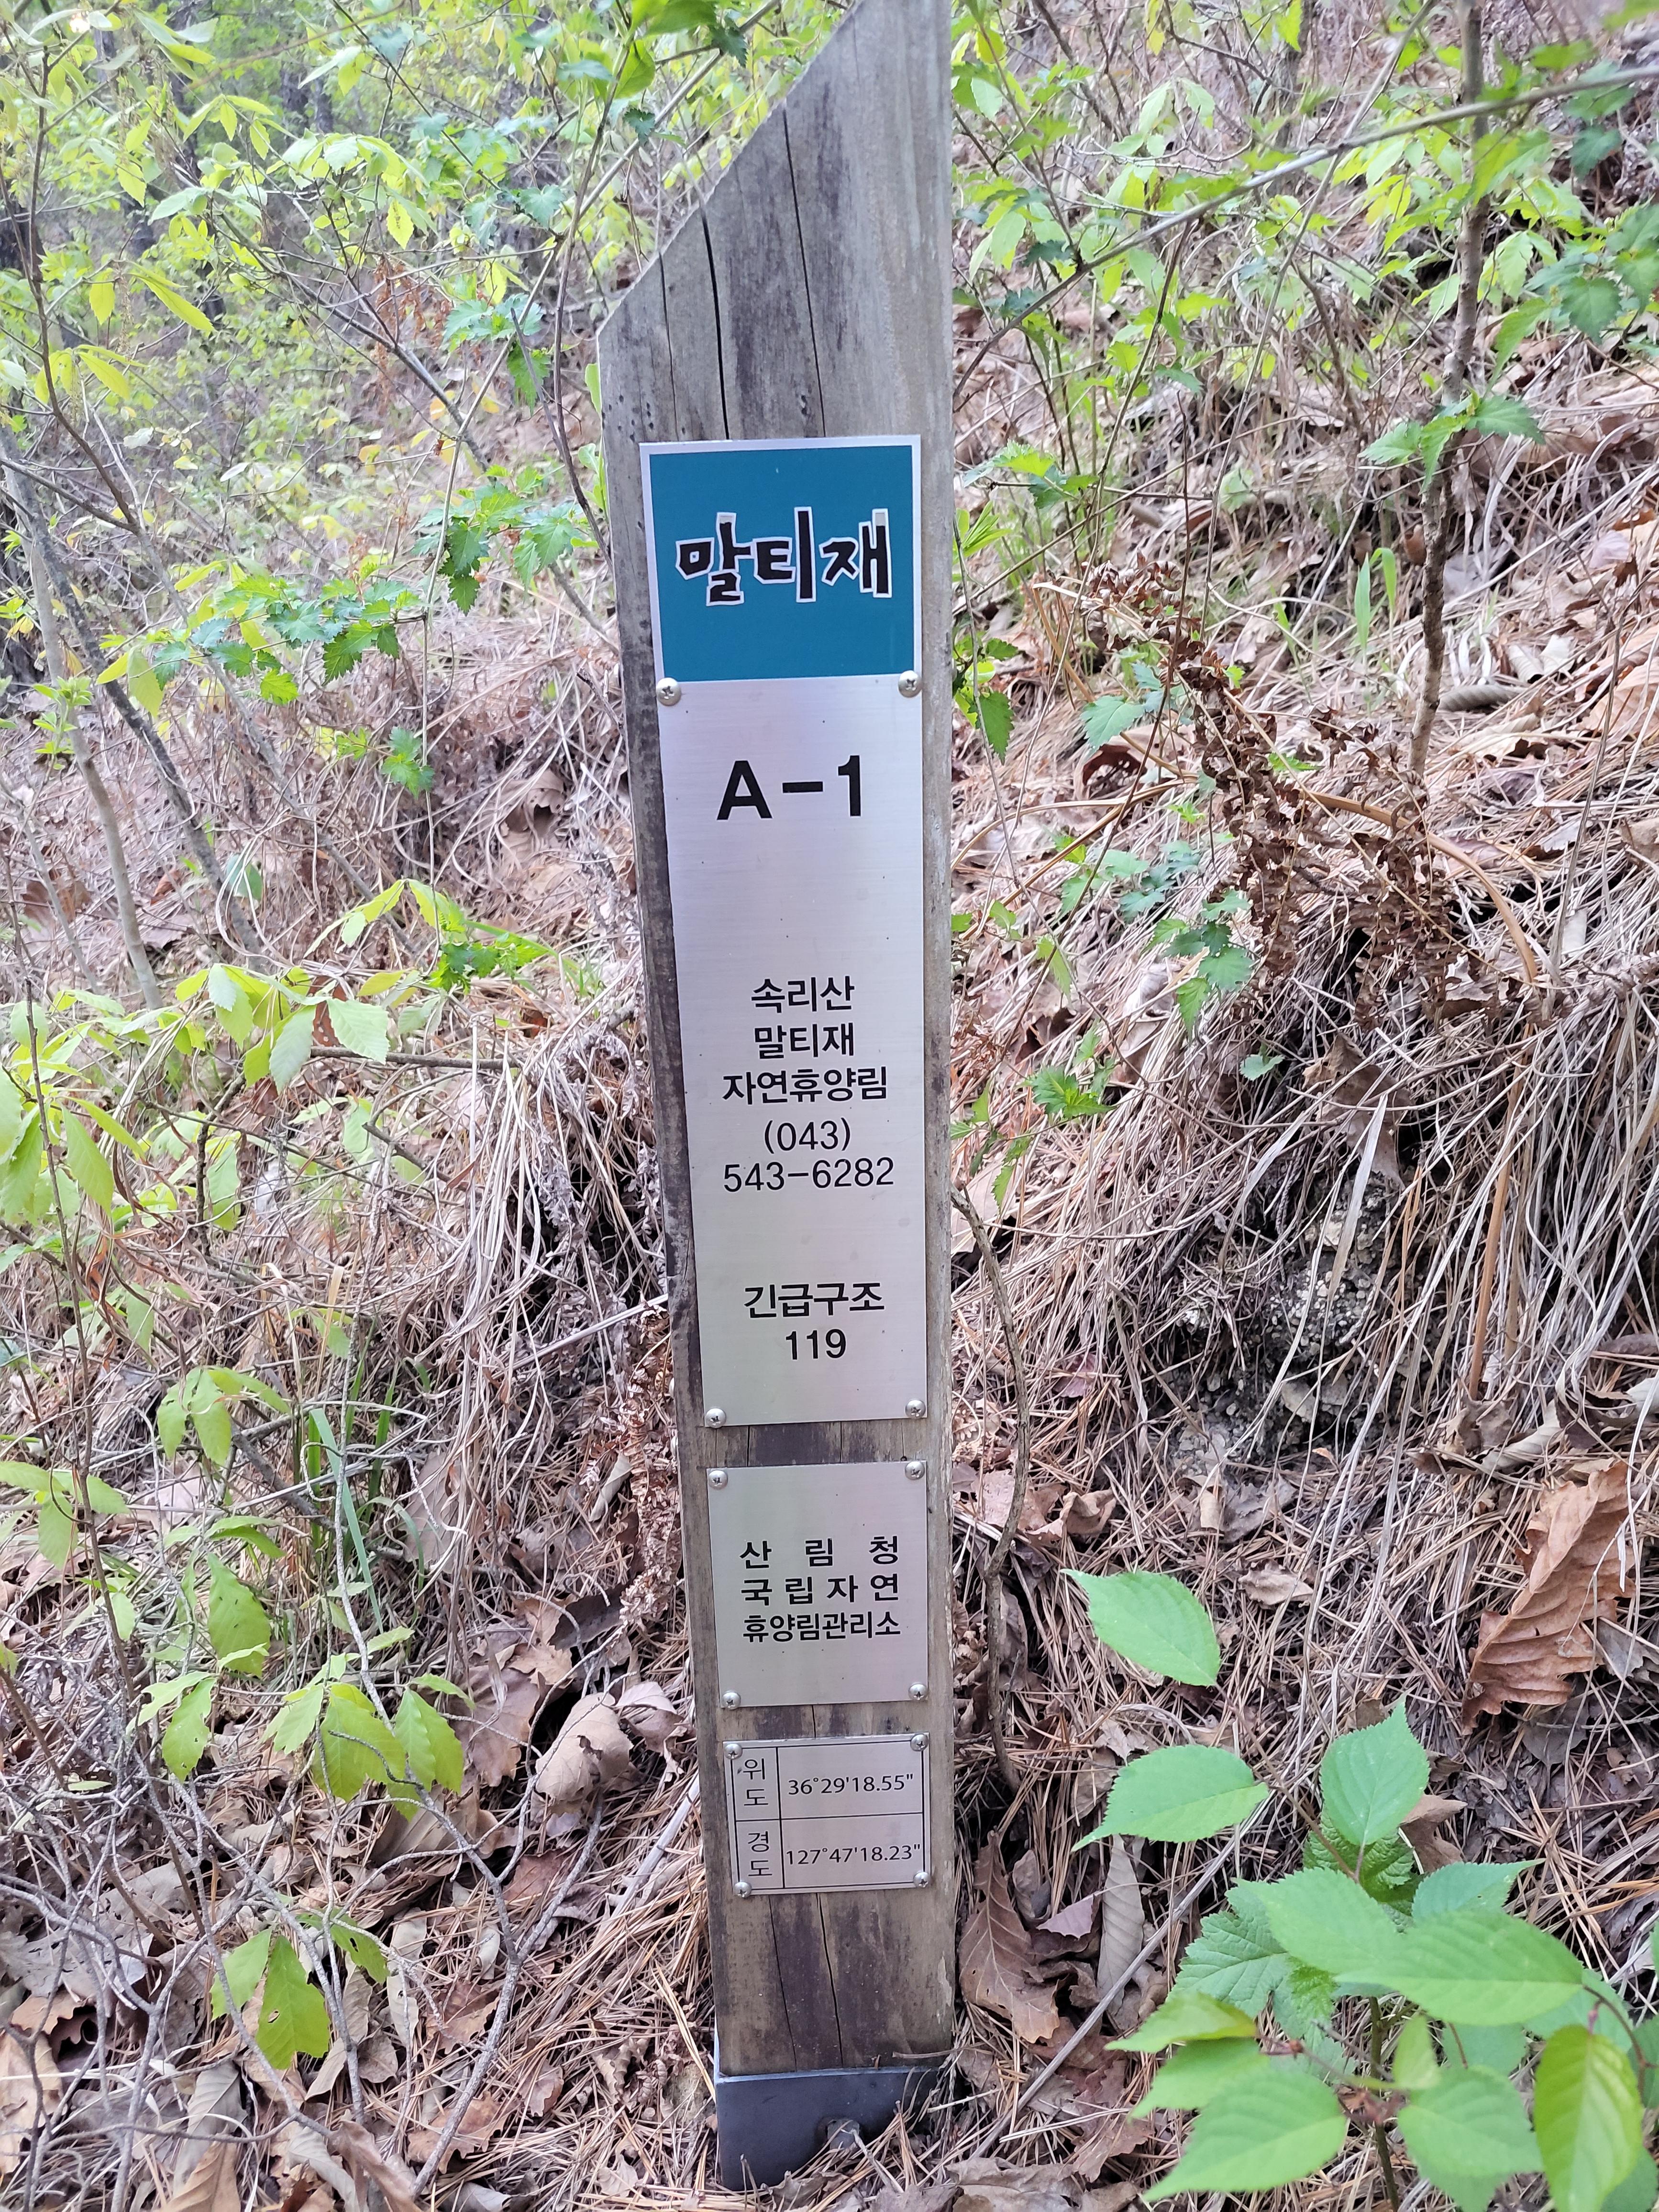 말티재
A-1
속리산
말티재
자연휴양림
(043)
543-6282
긴급구조
119
산 림 청
국립자연
휴양림관리소
위도 36°29'18.55"
경도 127°47'18.23"